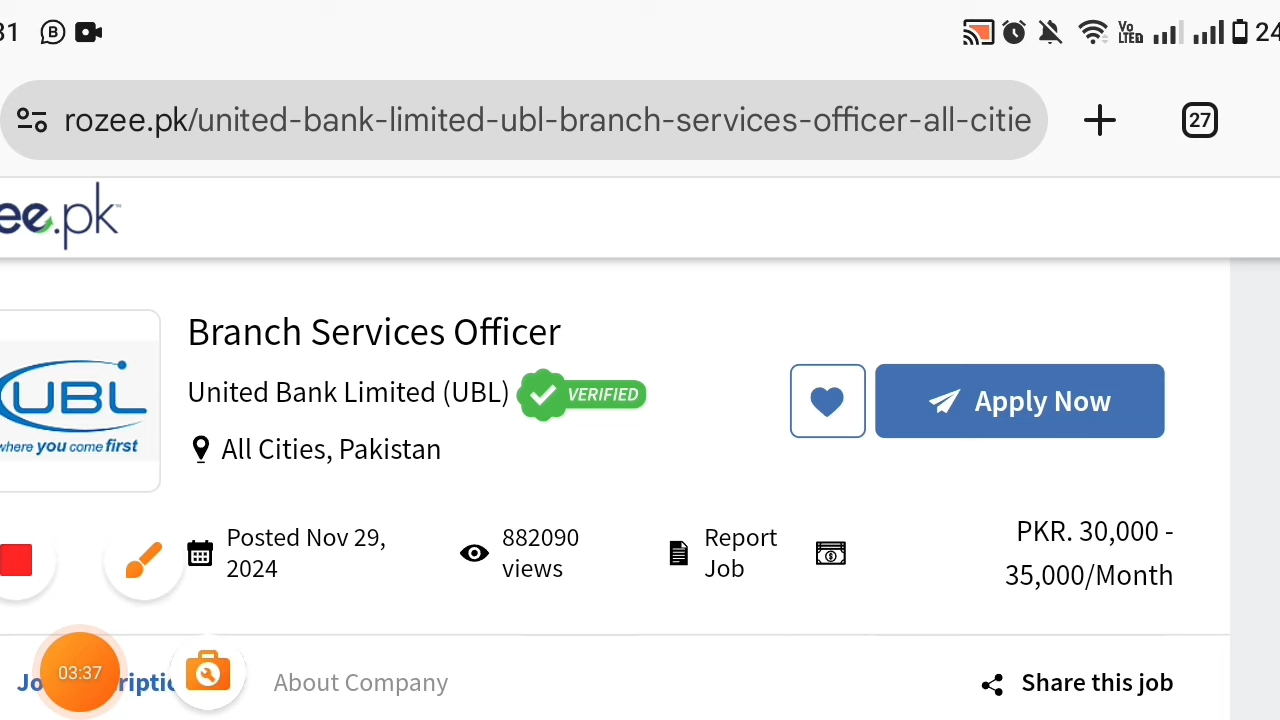 31
24
rozee.pk/united-bank-limited-ubl-branch-services-officer-all-citie
27
ee.pk
Branch Services Officer
United Bank Limited (UBL) VERIFIED
Apply Now
All Cities, Pakistan
UBL
where you come first
Posted Nov 29, 2024
882090 views
Report Job
PKR. 30,000 -
35,000/Month
03:37
About Company
Share this job